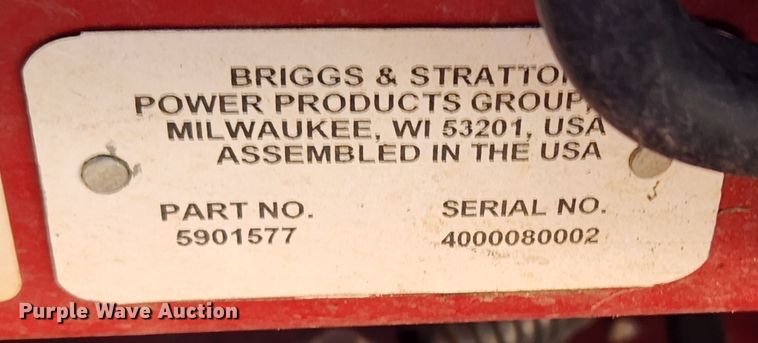 BRIGGS & STRATTON
POWER PRODUCTS GROUP,
MILWAUKEE, WI 53201, USA
ASSEMBLED IN THE USA
PART NO. SERIAL NO.
5901577 4000080002
Purple Wave Auction